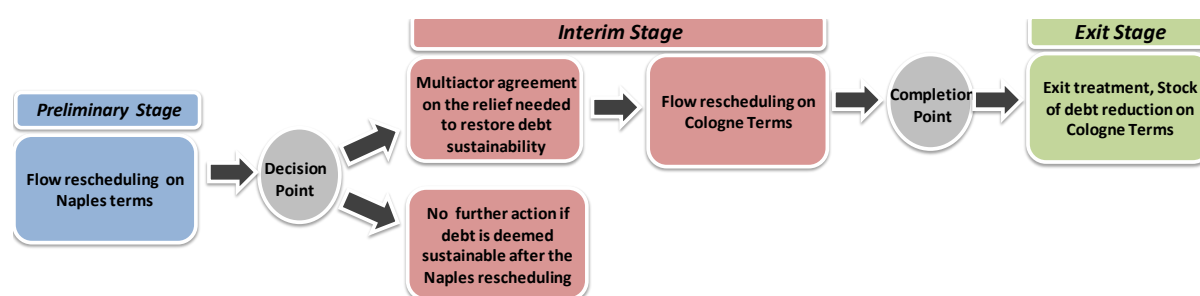 Preliminary Stage
Flow rescheduling on
Naples terms
Decision
Point
Interim Stage
Multiactor agreement
on the relief needed
to restore debt
sustainability
No further action if
debt is deemed
sustainable after the
Naples rescheduling
Flow rescheduling on
Cologne Terms
Completion
Point
Exit Stage
Exit treatment, Stock
of debt reduction on
Cologne Terms